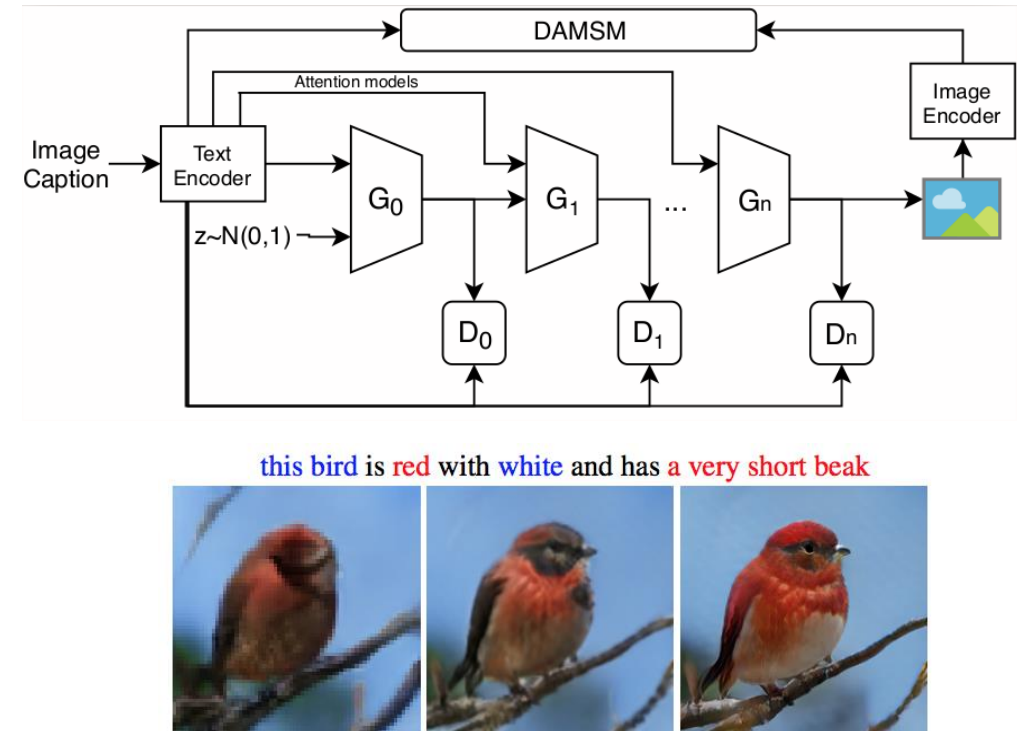 DAMSM
Attention models
Image
Encoder
Image
Caption
Text
Encoder
G0
G1
...
Gn
z~N(0,1)
D0
D1
Dn
this bird is red with white and has a very short beak